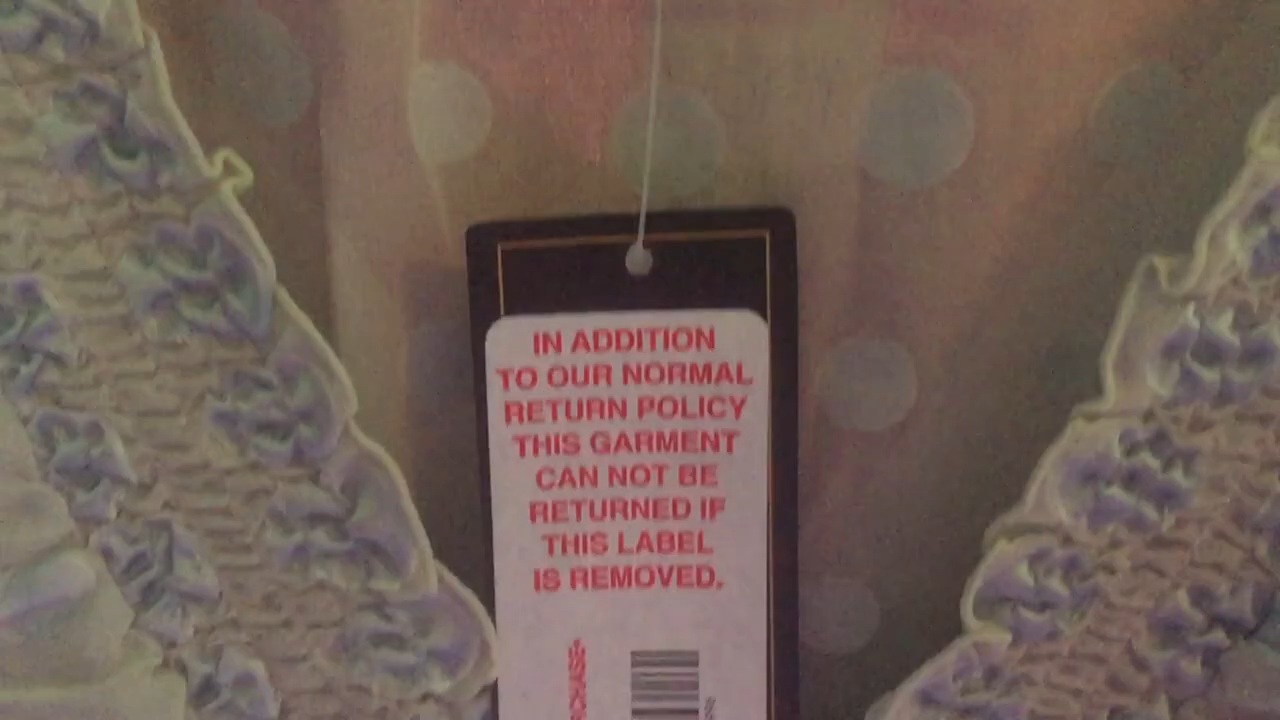 IN ADDITION
TO OUR NORMAL
RETURN POLICY
THIS GARMENT
CAN NOT BE
RETURNED IF
THIS LABEL
IS REMOVED.